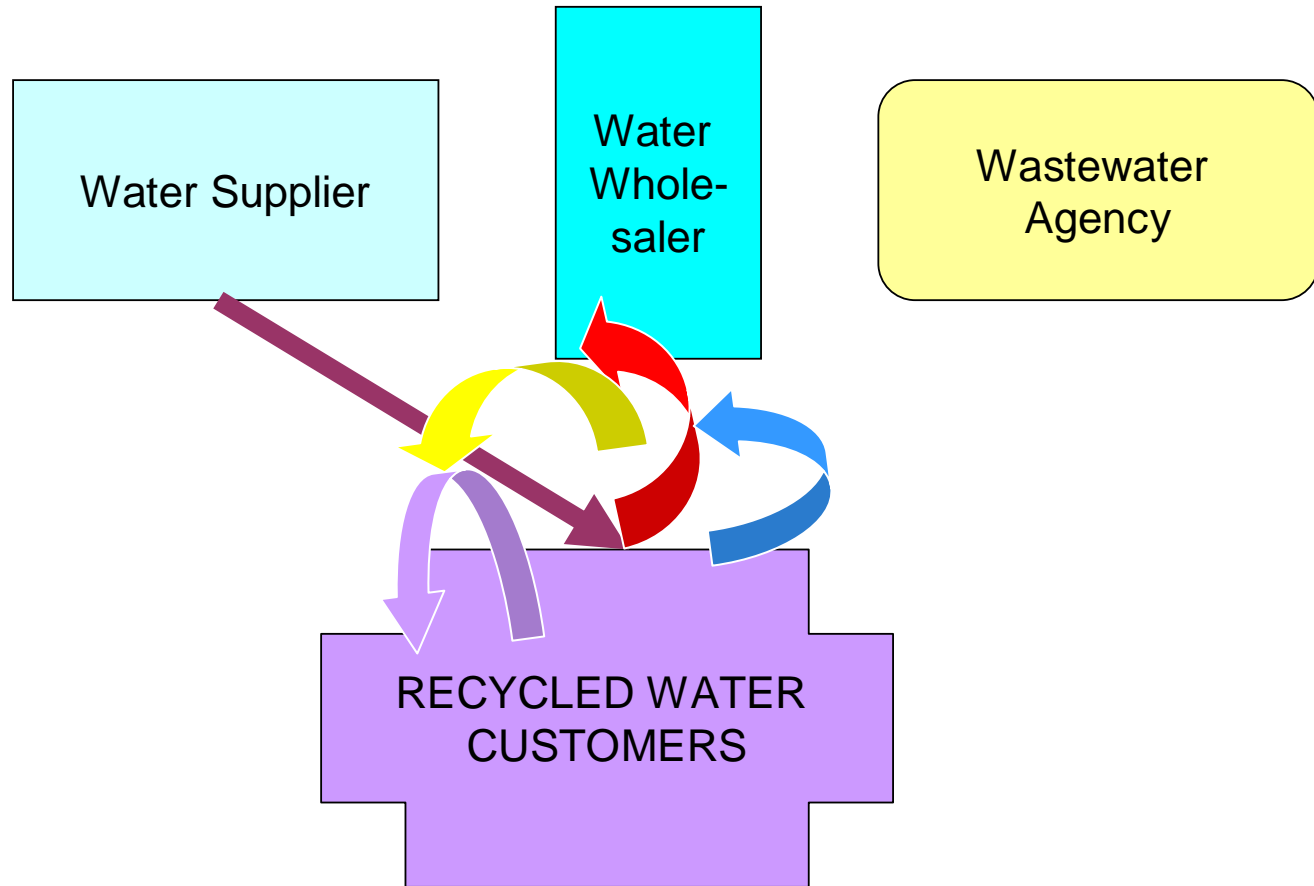 Water Supplier
Water
Whole-
saler
Wastewater
Agency
RECYCLED WATER
CUSTOMERS